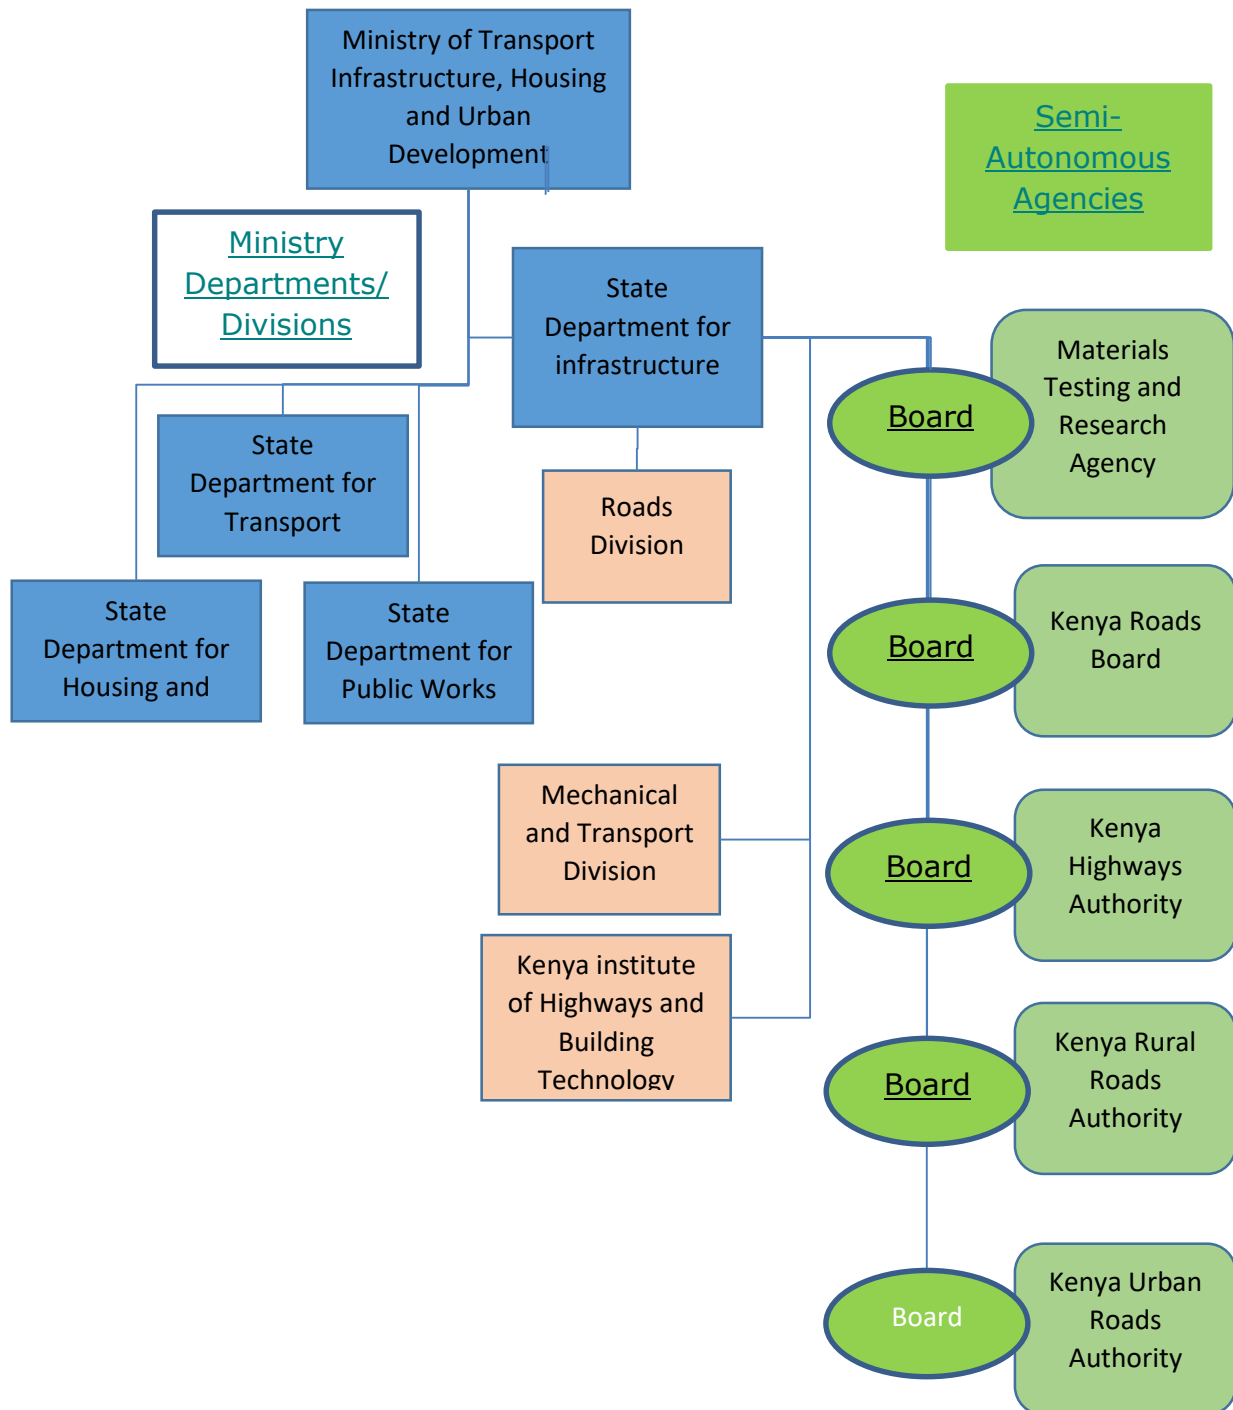 Ministry of Transport
Infrastructure, Housing
and Urban
Development
Semi-
Autonomous
Agencies
Ministry
Departments/
Divisions
State
Department for
infrastructure
Materials
Testing and
Research
Agency
Board
State
Department for
Transport
Roads
Division
State
Department for
Housing and
State
Department for
Public Works
Board
Kenya Roads
Board
Mechanical
and Transport
Division
Board
Kenya
Highways
Authority
Kenya institute
of Highways and
Building
Technology
Board
Kenya Rural
Roads
Authority
Board
Kenya Urban
Roads
Authority